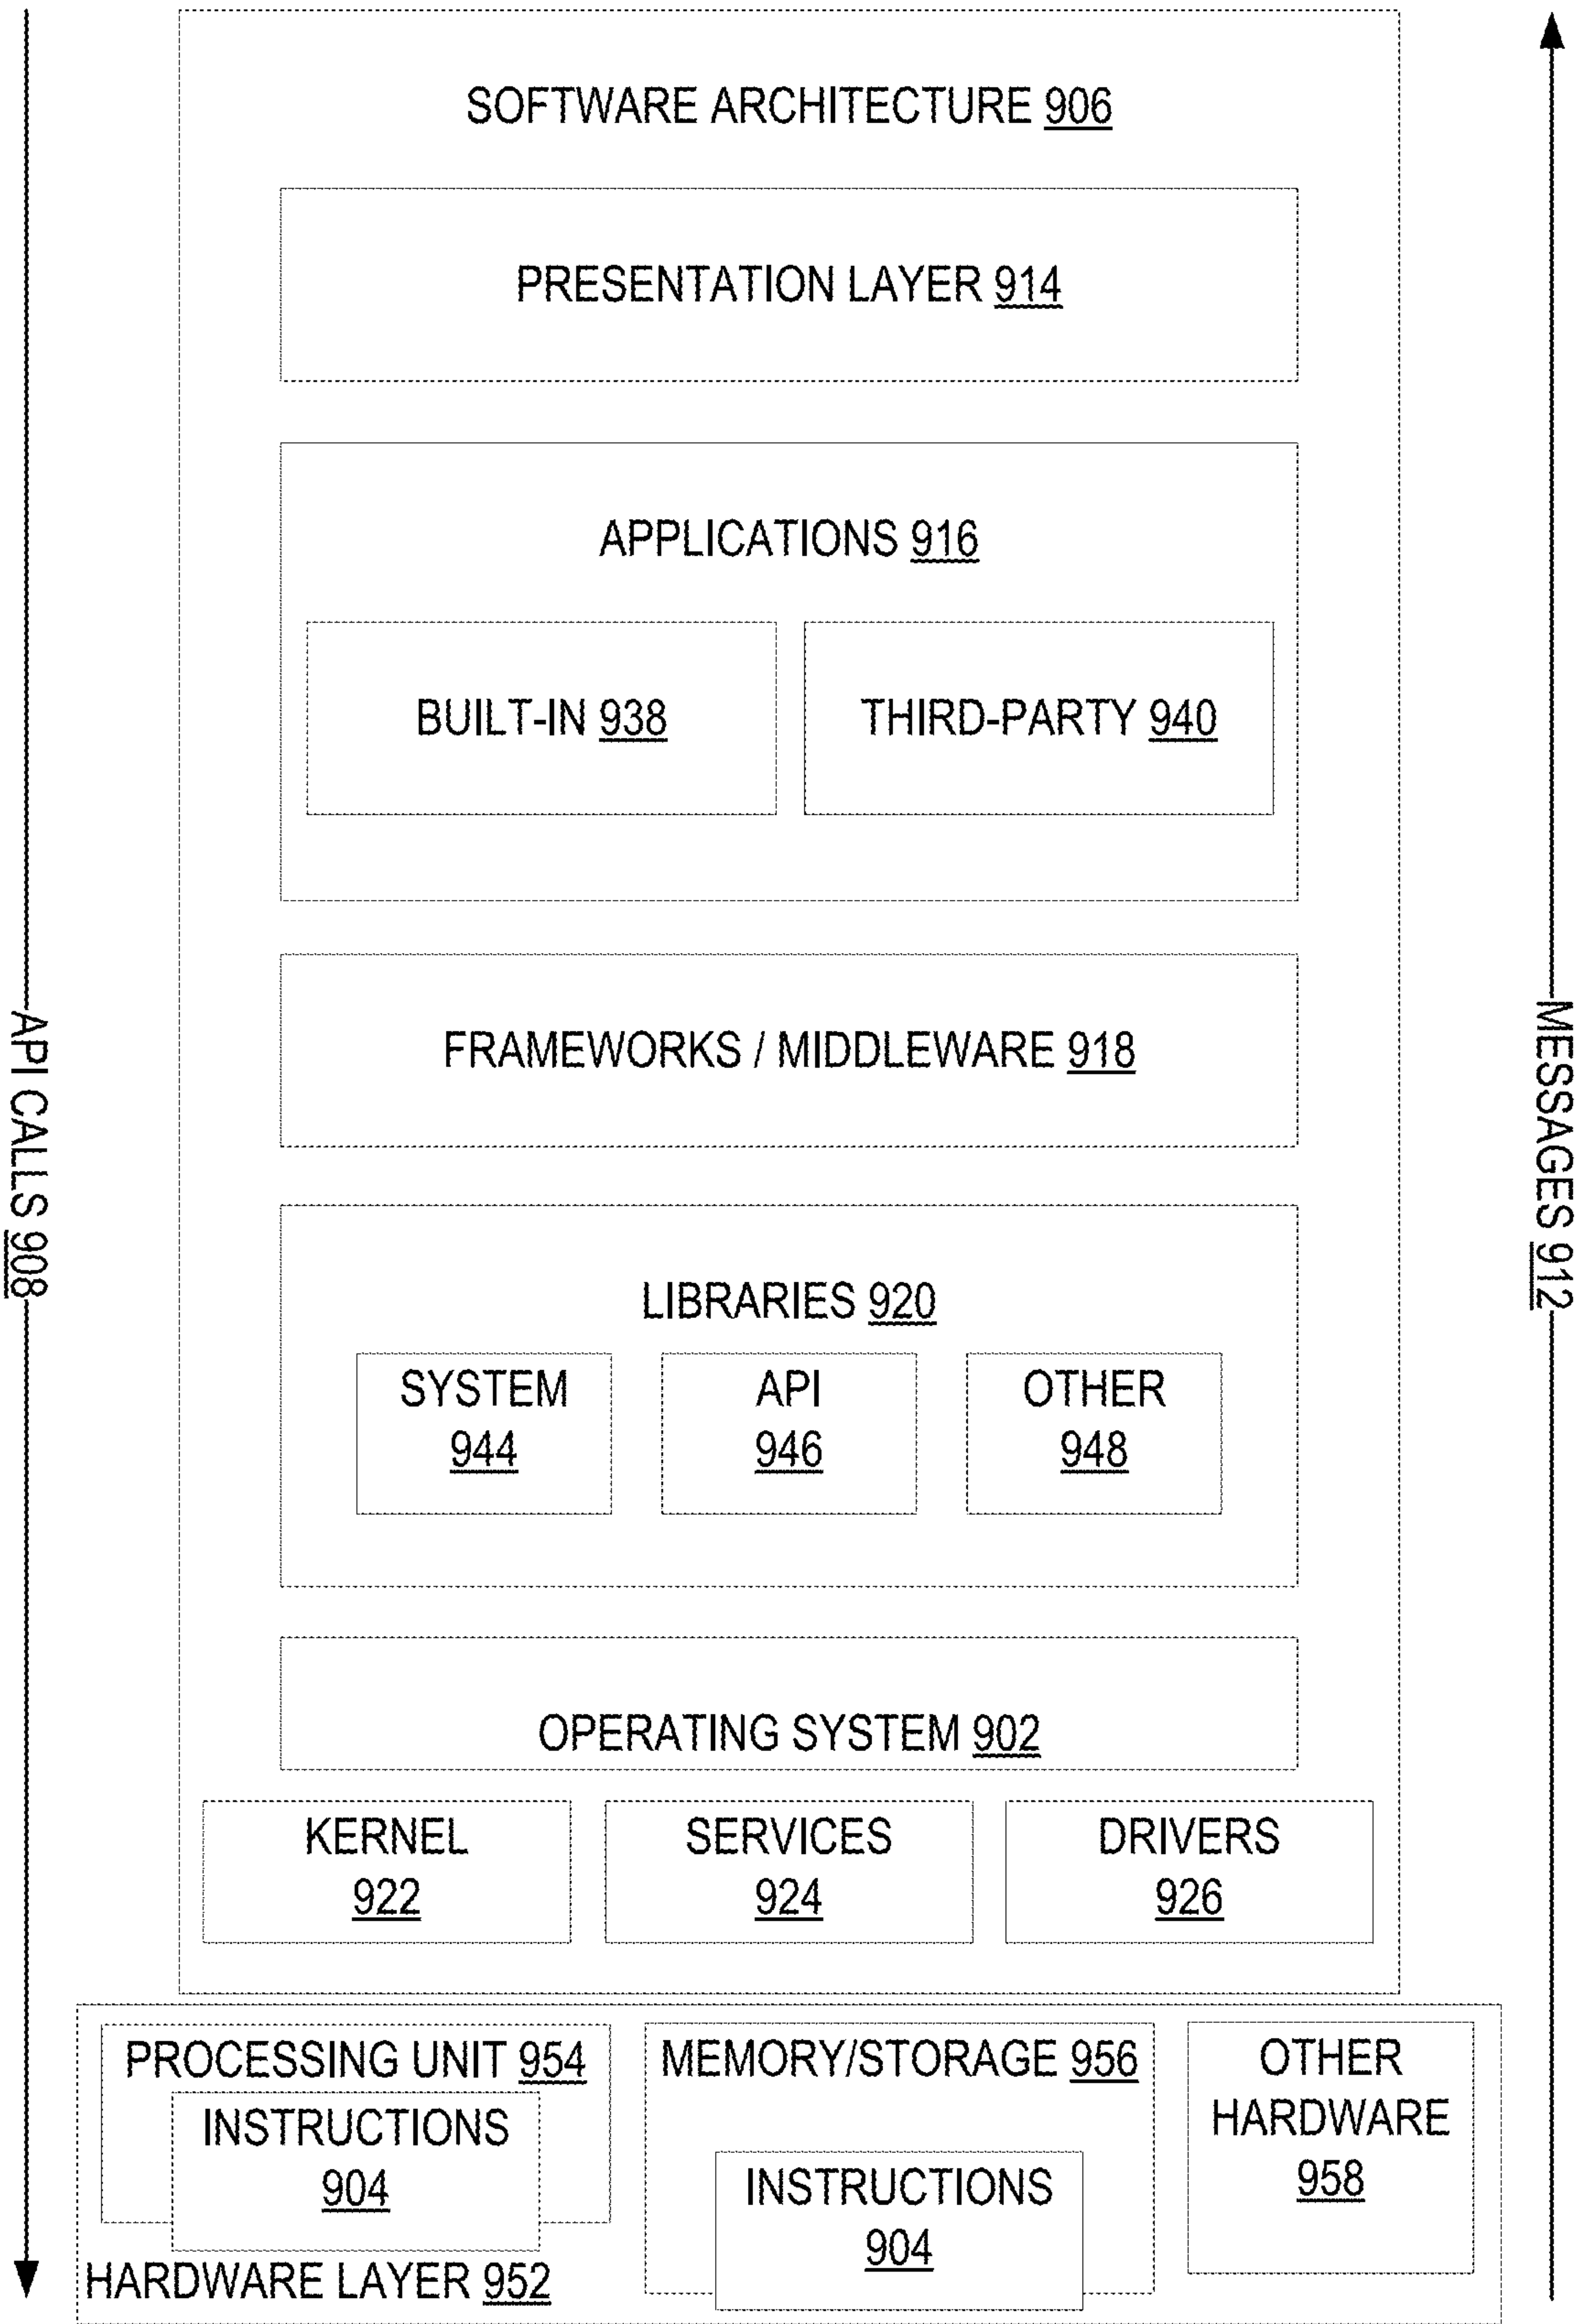 SOFTWARE ARCHITECTURE 906
PRESENTATION LAYER 914
APPLICATIONS 916
BUILT-IN 938
THIRD-PARTY 940
FRAMEWORKS / MIDDLEWARE 918
API CALLS 908
MESSAGES 912
LIBRARIES 920
SYSTEM
944
API
946
OTHER
948
OPERATING SYSTEM 902
KERNEL
922
SERVICES
924
DRIVERS
926
PROCESSING UNIT 954
INSTRUCTIONS
904
MEMORY/STORAGE 956
INSTRUCTIONS
904
OTHER
HARDWARE
958
HARDWARE LAYER 952